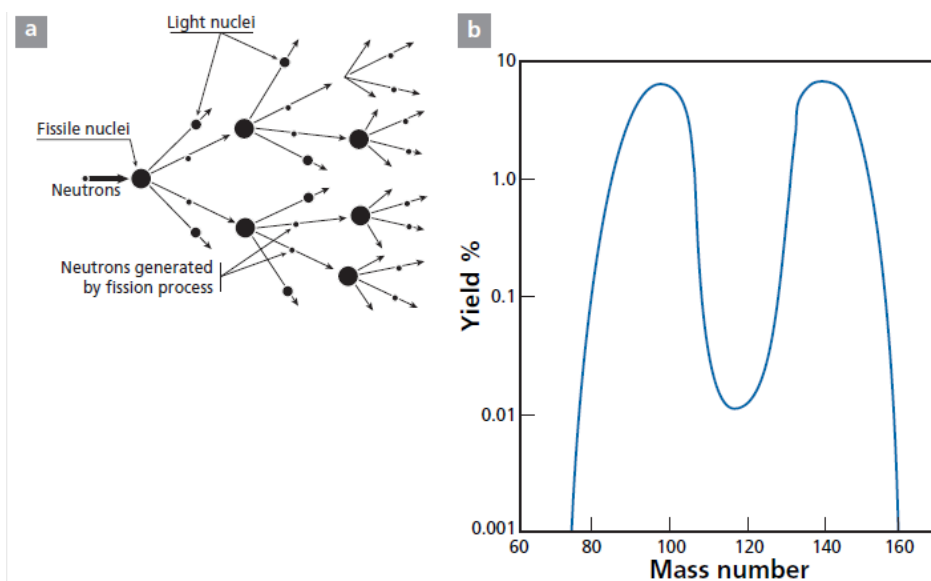 a
Light nuclei
Fissile nuclei
Neutrons
Neutrons generated
by fission process
b
10
1.0
0.1
0.01
0.001
Yield %
60 80 100 120 140 160
Mass number